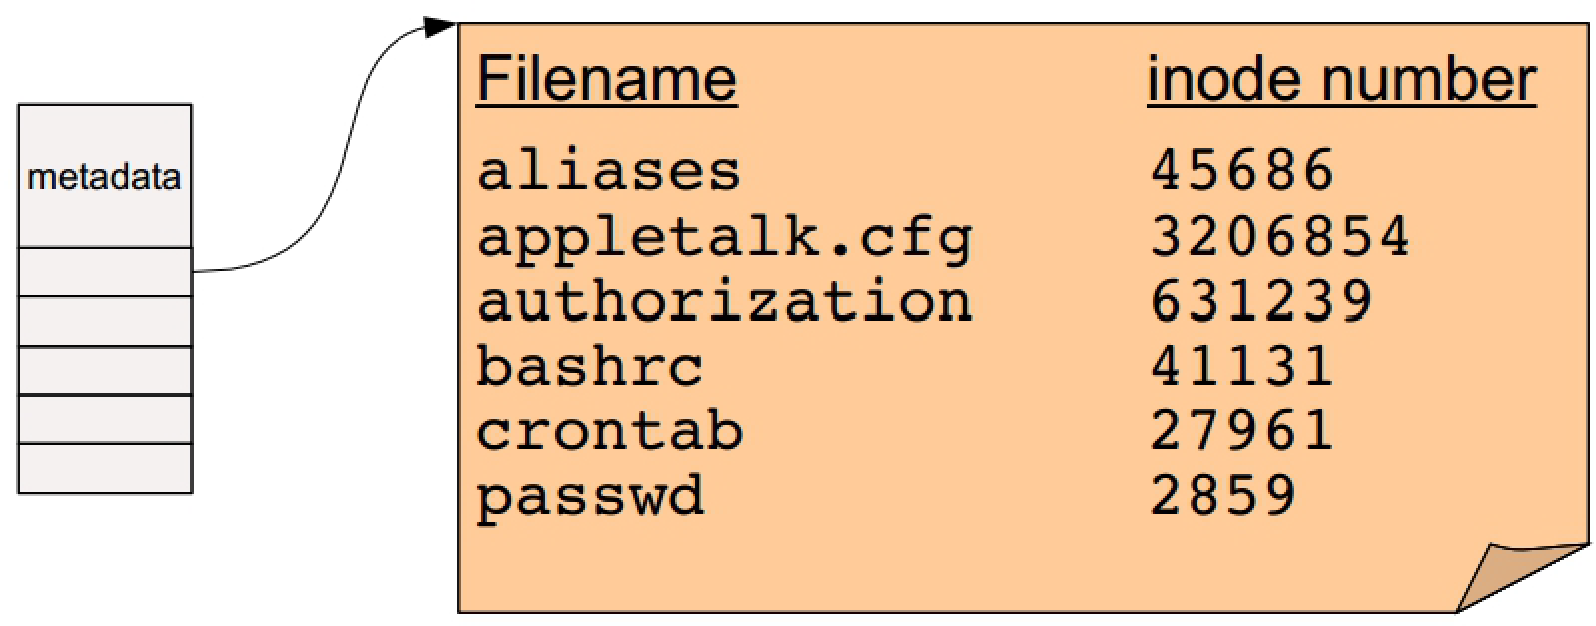 metadata
Filename inode number
aliases 45686
appletalk.cfg 3206854
authorization 631239
bashrc 41131
crontab 27961
passwd 2859